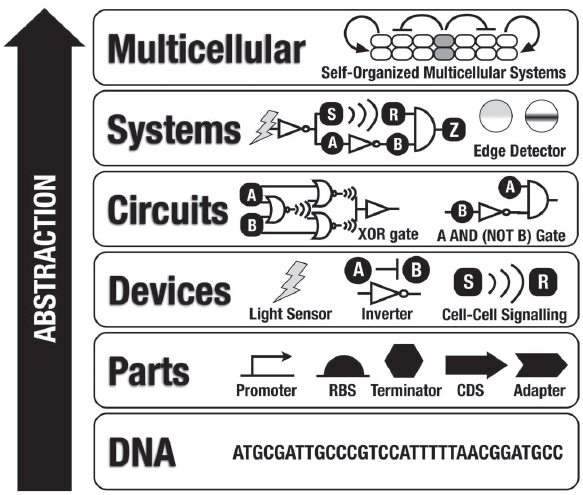 ABSTRACTION
Multicellular
Self-Organized Multicellular Systems
Systems
S R
A B
Z
Edge Detector
Circuits
A
B
XOR gate
A
B
A AND (NOT B) Gate
Devices
Light Sensor
A B
Inverter
S R
Cell-Cell Signalling
Parts
Promoter RBS Terminator CDS Adapter
DNA
ATGCGATTGCCCGTCCATTTTTAACGGATGCC